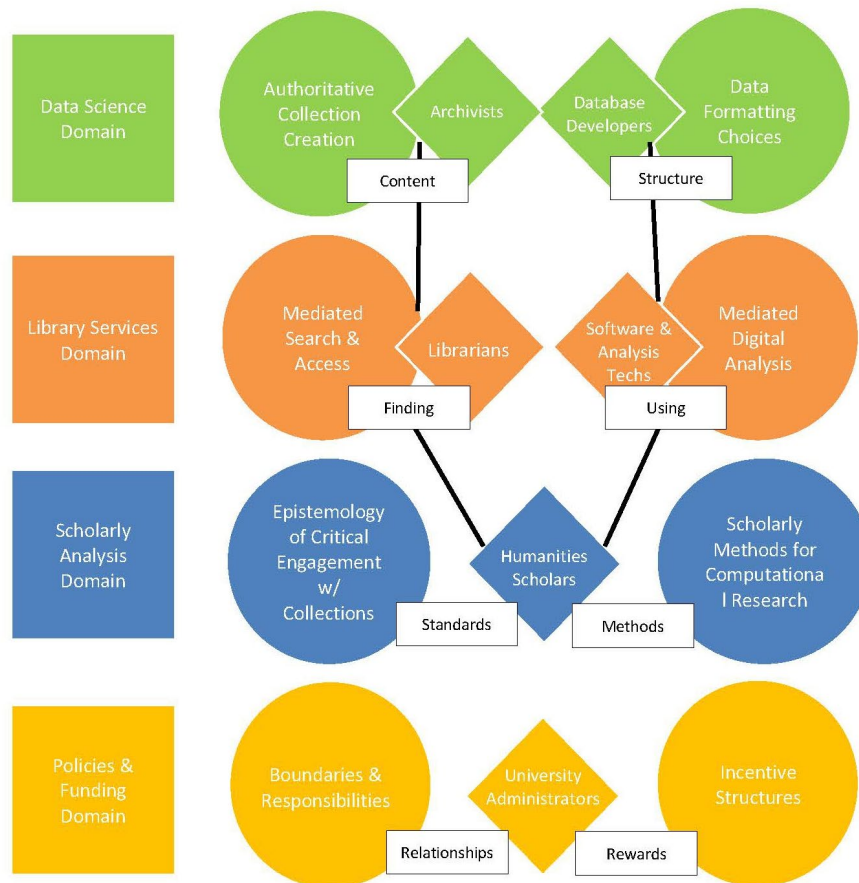 Data Science
Domain
Authoritative
Collection
Creation
Archivists
Database
Developers
Data
Formatting
Choices
Content
Structure
Library Services
Domain
Mediated
Search &
Access
Librarians
Software &
Analysis
Techs
Mediated
Digital
Analysis
Finding
Using
Scholarly
Analysis
Domain
Epistemology
of Critical
Engagement
w/
Collections
Humanities
Scholars
Scholarly
Methods for
Computationa
l Research
Standards
Methods
Policies &
Funding
Domain
Boundaries &
Responsibilities
University
Administrators
Incentive
Structures
Relationships
Rewards